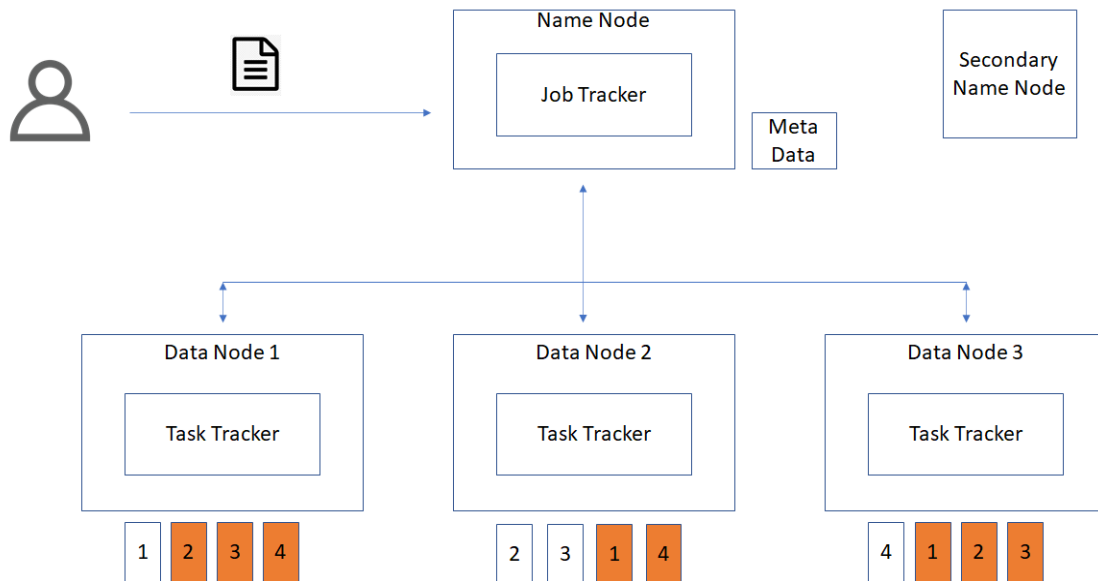 Name Node
Job Tracker
Secondary
Name Node
Meta
Data
Data Node 1
Data Node 2
Data Node 3
Task Tracker
Task Tracker
Task Tracker
1 2 3 4
2 3 1 4
4 1 2 3